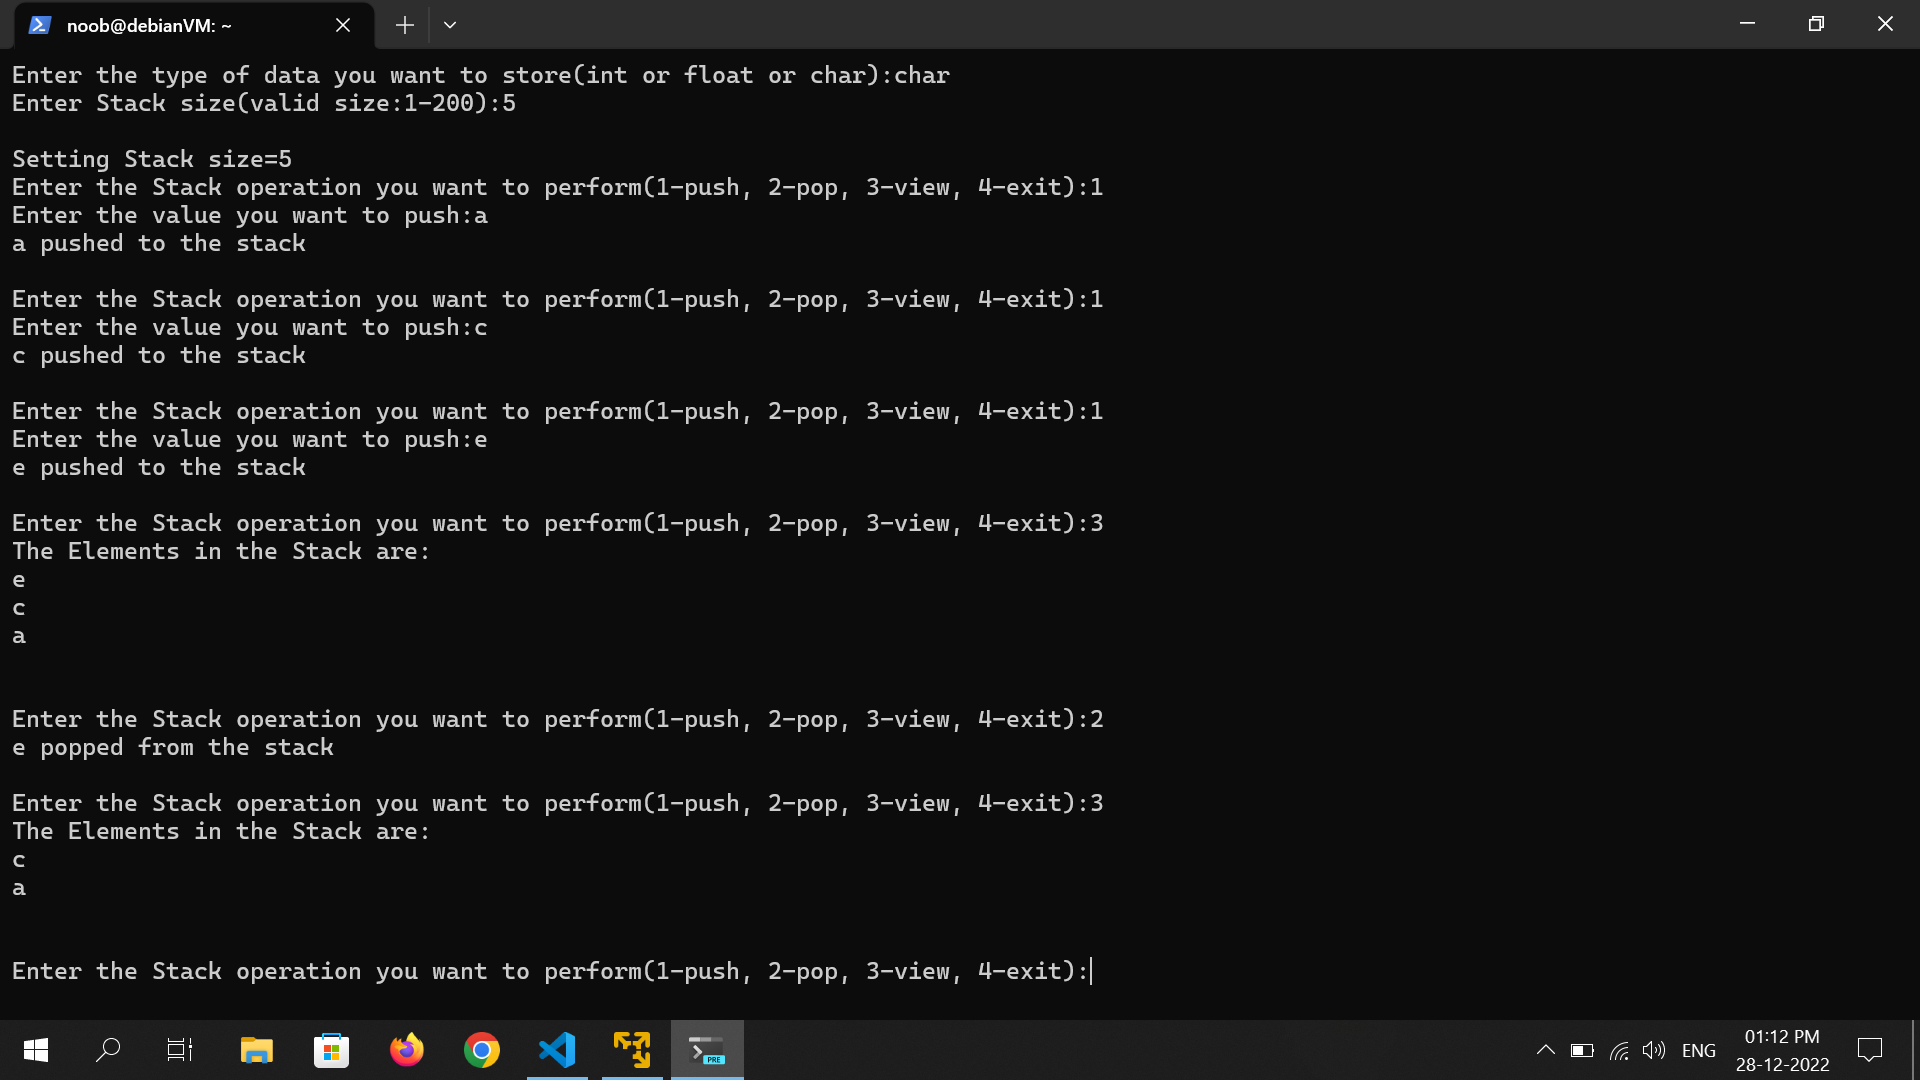 noob@debianVM: ~
Enter the type of data you want to store(int or float or char):char
Enter Stack size(valid size:1-200):5
Setting Stack size=5
Enter the Stack operation you want to perform(1-push, 2-pop, 3-view, 4-exit):1
Enter the value you want to push:a
a pushed to the stack
Enter the Stack operation you want to perform(1-push, 2-pop, 3-view, 4-exit):1
Enter the value you want to push:c
c pushed to the stack
Enter the Stack operation you want to perform(1-push, 2-pop, 3-view, 4-exit):1
Enter the value you want to push:e
e pushed to the stack
Enter the Stack operation you want to perform(1-push, 2-pop, 3-view, 4-exit):3
The Elements in the Stack are:
e
c
a
Enter the Stack operation you want to perform(1-push, 2-pop, 3-view, 4-exit):2
e popped from the stack
Enter the Stack operation you want to perform(1-push, 2-pop, 3-view, 4-exit):3
The Elements in the Stack are:
c
a
Enter the Stack operation you want to perform(1-push, 2-pop, 3-view, 4-exit):
PRE
ENG
01:12 PM
28-12-2022